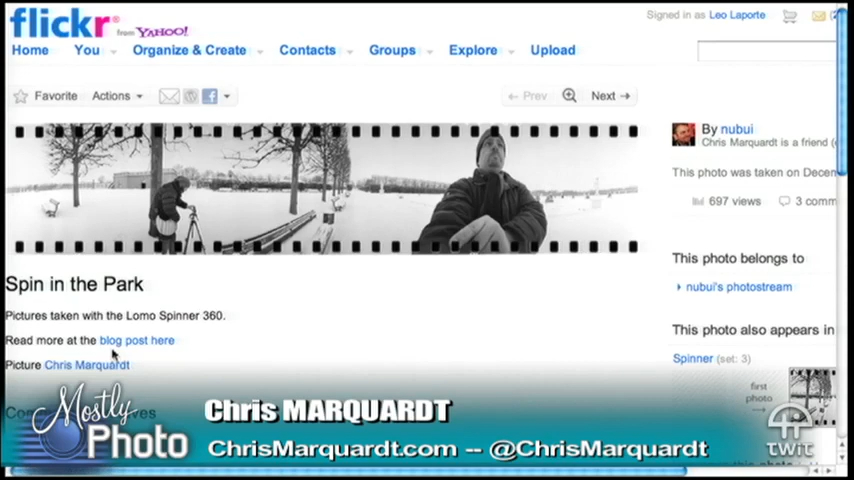 flickr from YAHOO!
Signed in as Leo Laporte
Home You Organize & Create Contacts Groups Explore Upload
Favorite Actions
← Prev Next →
By nubui
Chris Marquardt is a friend
This photo was taken on Decem
697 views 3 comm
Spin in the Park
Pictures taken with the Lomo Spinner 360.
Read more at the blog post here
Picture Chris Marquardt
This photo belongs to
nubui's photostream
This photo also appears in
Spinner (set: 3)
first
photo
→
Mostly
Photo
Chris MARQUARDT
ChrisMarquardt.com -- @ChrisMarquardt
TWiT